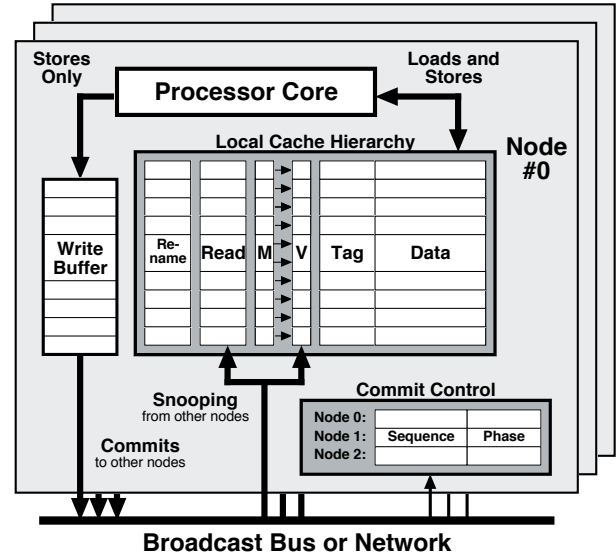 Stores
Only
Loads and
Stores
Processor Core
Local Cache Hierarchy
Node
#0
Write
Buffer
Re-
name
Read
M
V
Tag
Data
Snooping
from other nodes
Commits
to other nodes
Commit Control
Node 0:
Node 1: Sequence Phase
Node 2:
Broadcast Bus or Network